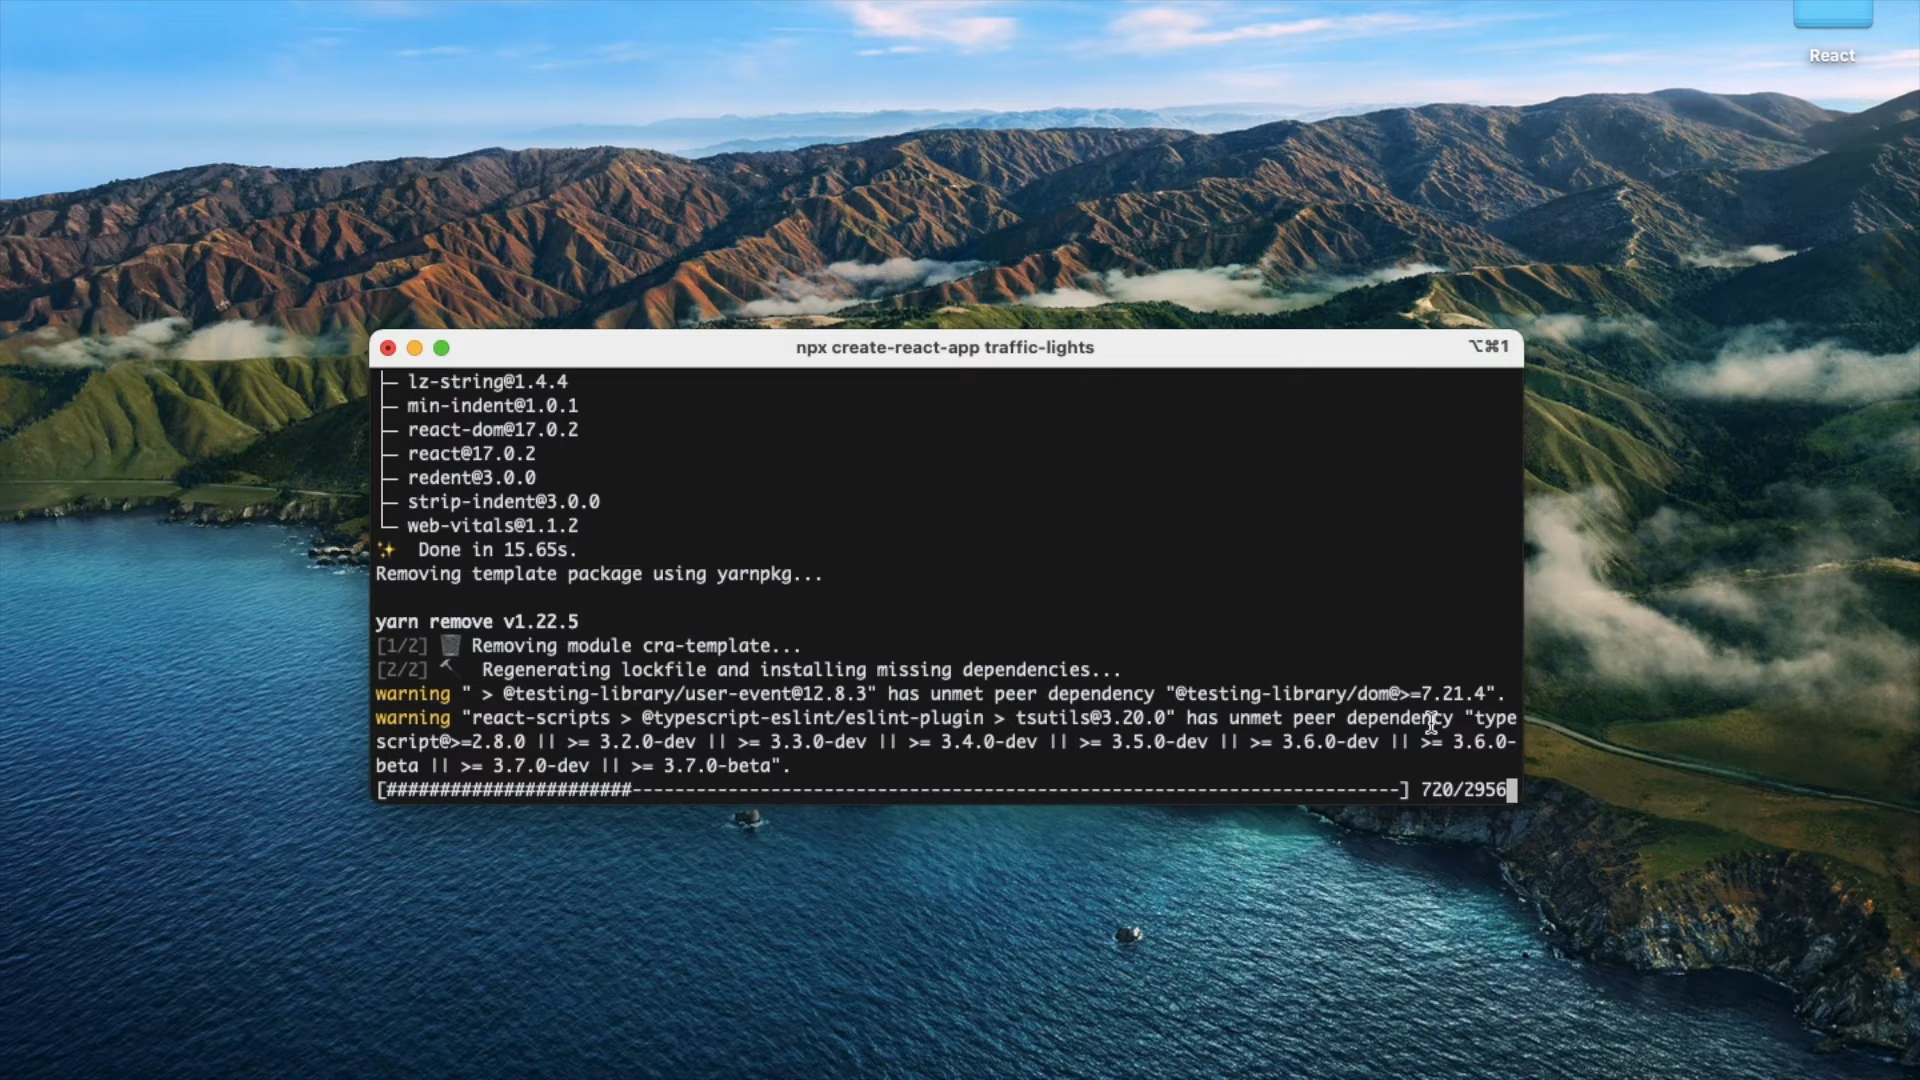 React
npx create-react-app traffic-lights
⌥⌘1
├─ lz-string@1.4.4
├─ min-indent@1.0.1
├─ react-dom@17.0.2
├─ react@17.0.2
├─ redent@3.0.0
├─ strip-indent@3.0.0
└─ web-vitals@1.1.2
✨  Done in 15.65s.
Removing template package using yarnpkg...
yarn remove v1.22.5
[1/2] 🗑 Removing module cra-template...
[2/2] 🔨 Regenerating lockfile and installing missing dependencies...
warning " > @testing-library/user-event@12.8.3" has unmet peer dependency "@testing-library/dom@>=7.21.4".
warning "react-scripts > @typescript-eslint/eslint-plugin > tsutils@3.20.0" has unmet peer dependency "type
script@>=2.8.0 || >= 3.2.0-dev || >= 3.3.0-dev || >= 3.4.0-dev || >= 3.5.0-dev || >= 3.6.0-dev || >= 3.6.0-
beta || >= 3.7.0-dev || >= 3.7.0-beta".
[#######################------------------------------------------------------------------------] 720/2956